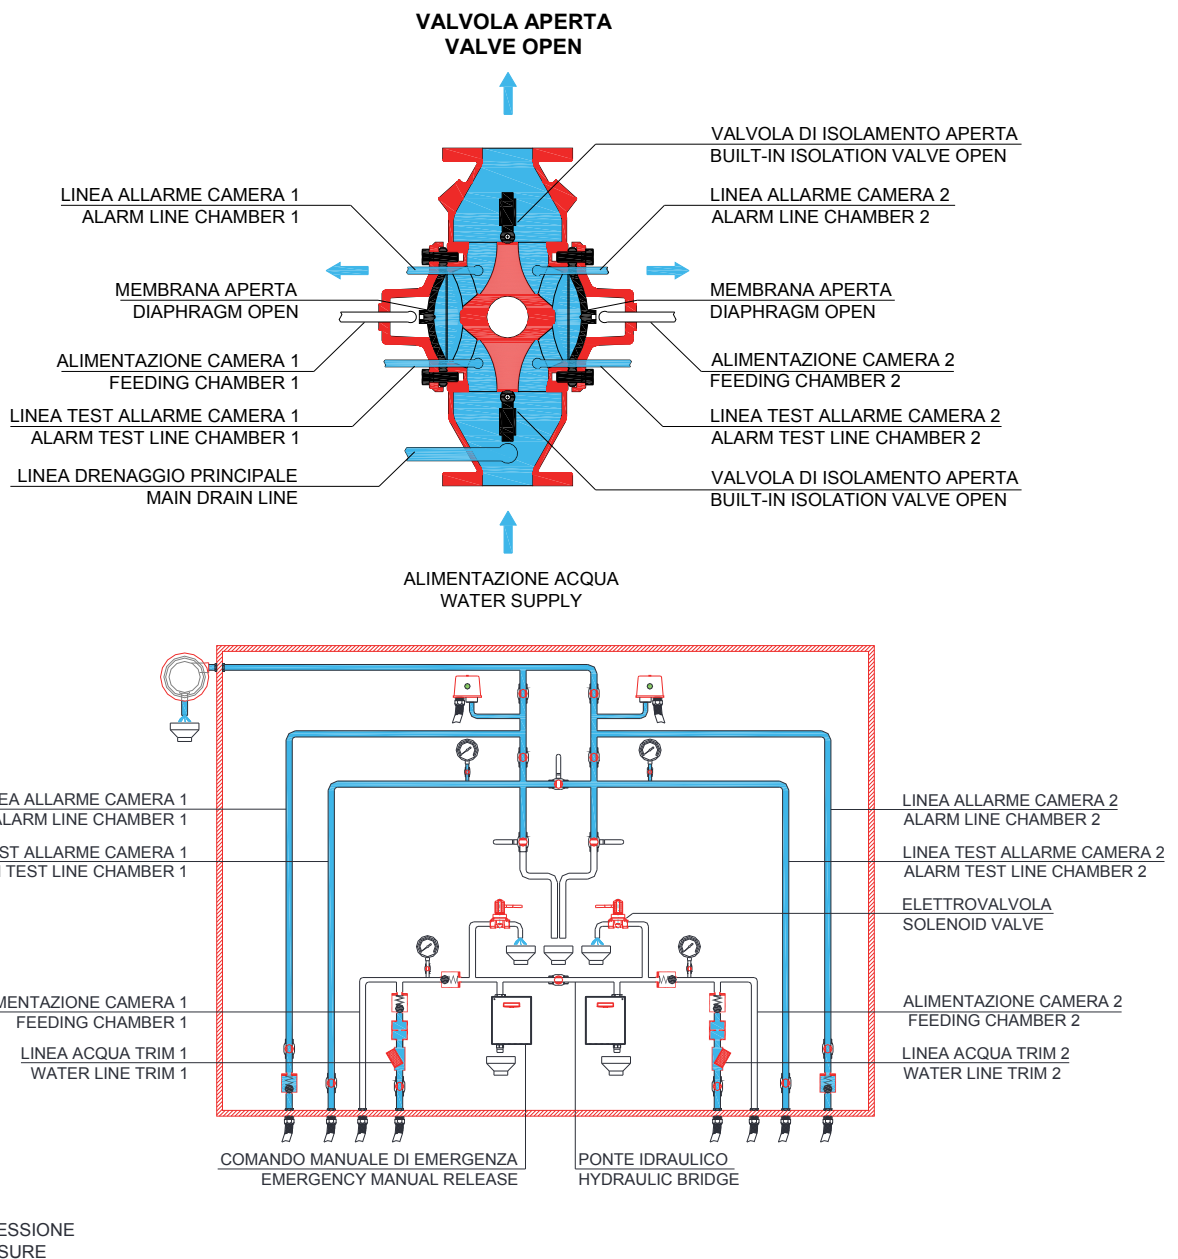 VALVOLA APERTA
VALVE OPEN
VALVOLA DI ISOLAMENTO APERTA
BUILT-IN ISOLATION VALVE OPEN
LINEA ALLARME CAMERA 1
ALARM LINE CHAMBER 1
LINEA ALLARME CAMERA 2
ALARM LINE CHAMBER 2
MEMBRANA APERTA
DIAPHRAGM OPEN
MEMBRANA APERTA
DIAPHRAGM OPEN
ALIMENTAZIONE CAMERA 1
FEEDING CHAMBER 1
ALIMENTAZIONE CAMERA 2
FEEDING CHAMBER 2
LINEA TEST ALLARME CAMERA 1
ALARM TEST LINE CHAMBER 1
LINEA TEST ALLARME CAMERA 2
ALARM TEST LINE CHAMBER 2
LINEA DRENAGGIO PRINCIPALE
MAIN DRAIN LINE
VALVOLA DI ISOLAMENTO APERTA
BUILT-IN ISOLATION VALVE OPEN
ALIMENTAZIONE ACQUA
WATER SUPPLY
EA ALLARME CAMERA 1
ALARM LINE CHAMBER 1
LINEA ALLARME CAMERA 2
ALARM LINE CHAMBER 2
EST ALLARME CAMERA 1
TEST LINE CHAMBER 1
LINEA TEST ALLARME CAMERA 2
ALARM TEST LINE CHAMBER 2
ELETTROVALVOLA
SOLENOID VALVE
MENTAZIONE CAMERA 1
FEEDING CHAMBER 1
ALIMENTAZIONE CAMERA 2
FEEDING CHAMBER 2
LINEA ACQUA TRIM 1
WATER LINE TRIM 1
LINEA ACQUA TRIM 2
WATER LINE TRIM 2
COMANDO MANUALE DI EMERGENZA
EMERGENCY MANUAL RELEASE
PONTE IDRAULICO
HYDRAULIC BRIDGE
ESSIONE
SURE